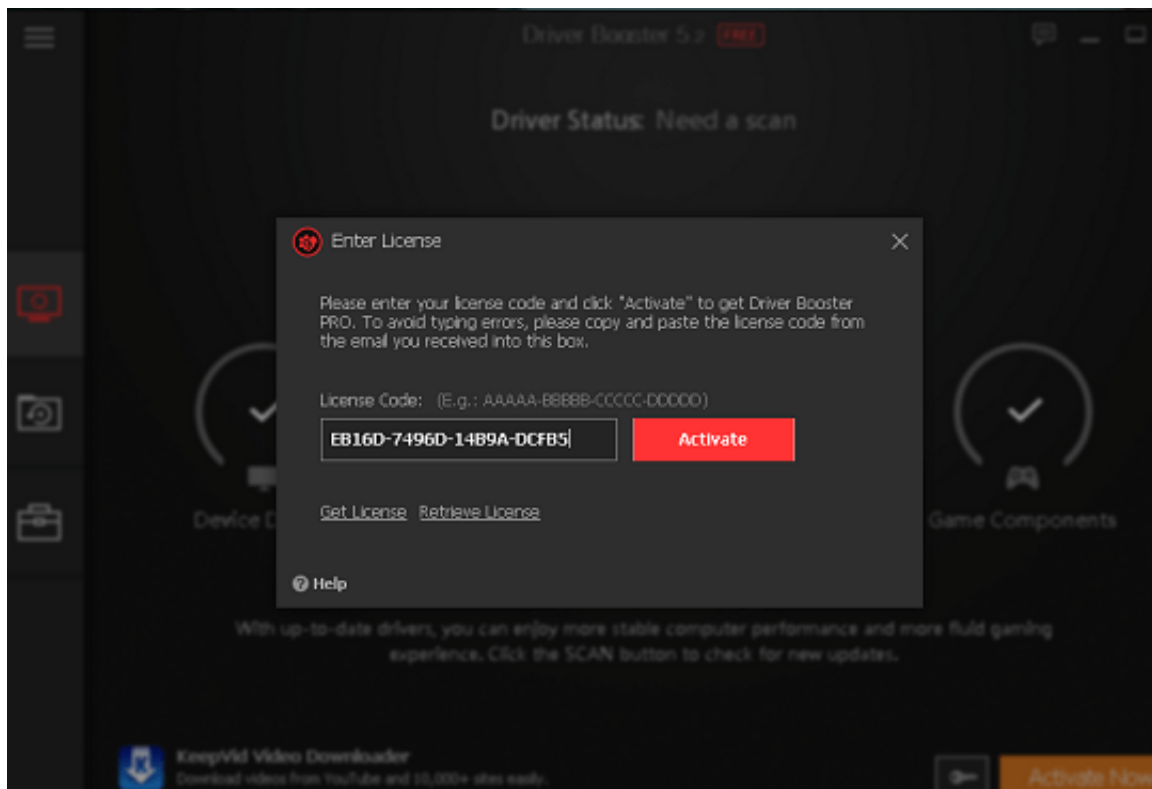 Driver Booster 5.2 FREE
Driver Status: Need a scan
Enter License
Please enter your license code and click "Activate" to get Driver Booster
PRO. To avoid typing errors, please copy and paste the license code from
the email you received into this box.
License Code: (E.g.: AAAAA-BBBBB-CCCCC-DDDDD)
EB16D-7496D-14B9A-DCFB5
Activate
Get License Retrieve License
Device D
Game Components
Help
With up-to-date drivers, you can enjoy more stable computer performance and more fluid gaming
experience. Click the SCAN button to check for new updates.
KeepVid Video Downloader
Download videos from YouTube and 10,000+ sites easily.
Activate Now